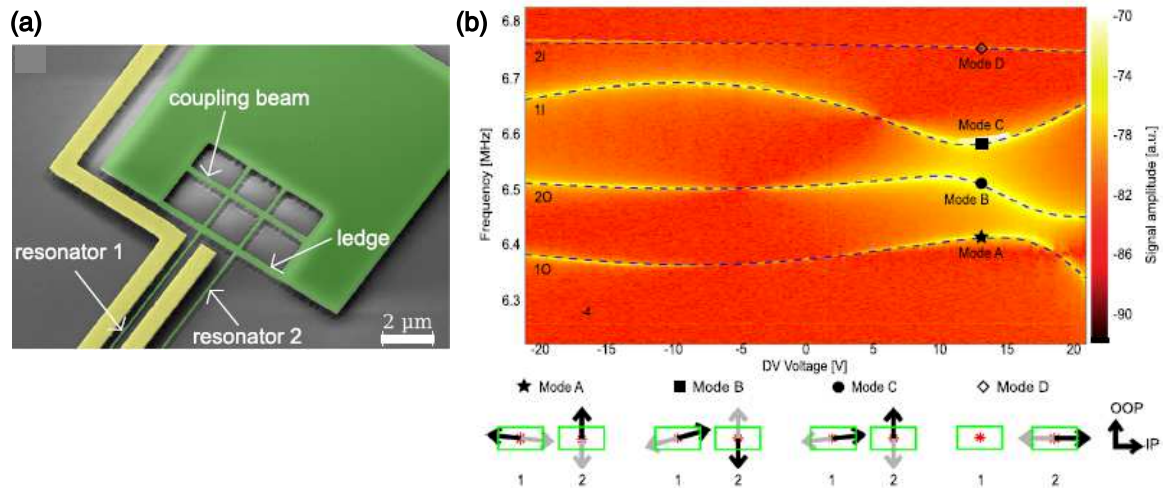 (a)
coupling beam
ledge
resonator 1
resonator 2
2 µm
(b)
Frequency [MHz]
6.8
6.7
6.6
6.5
6.4
6.3
2I
1I
2O
1O
Mode D
Mode C
Mode B
Mode A
-4
-20 -15 -10 -5 0 5 10 15 20
DV Voltage [V]
-70
-74
-78
-82
-86
-90
Signal amplitude [a.u.]
Mode A Mode B Mode C Mode D
OOP
IP
1 2 1 2 1 2 1 2